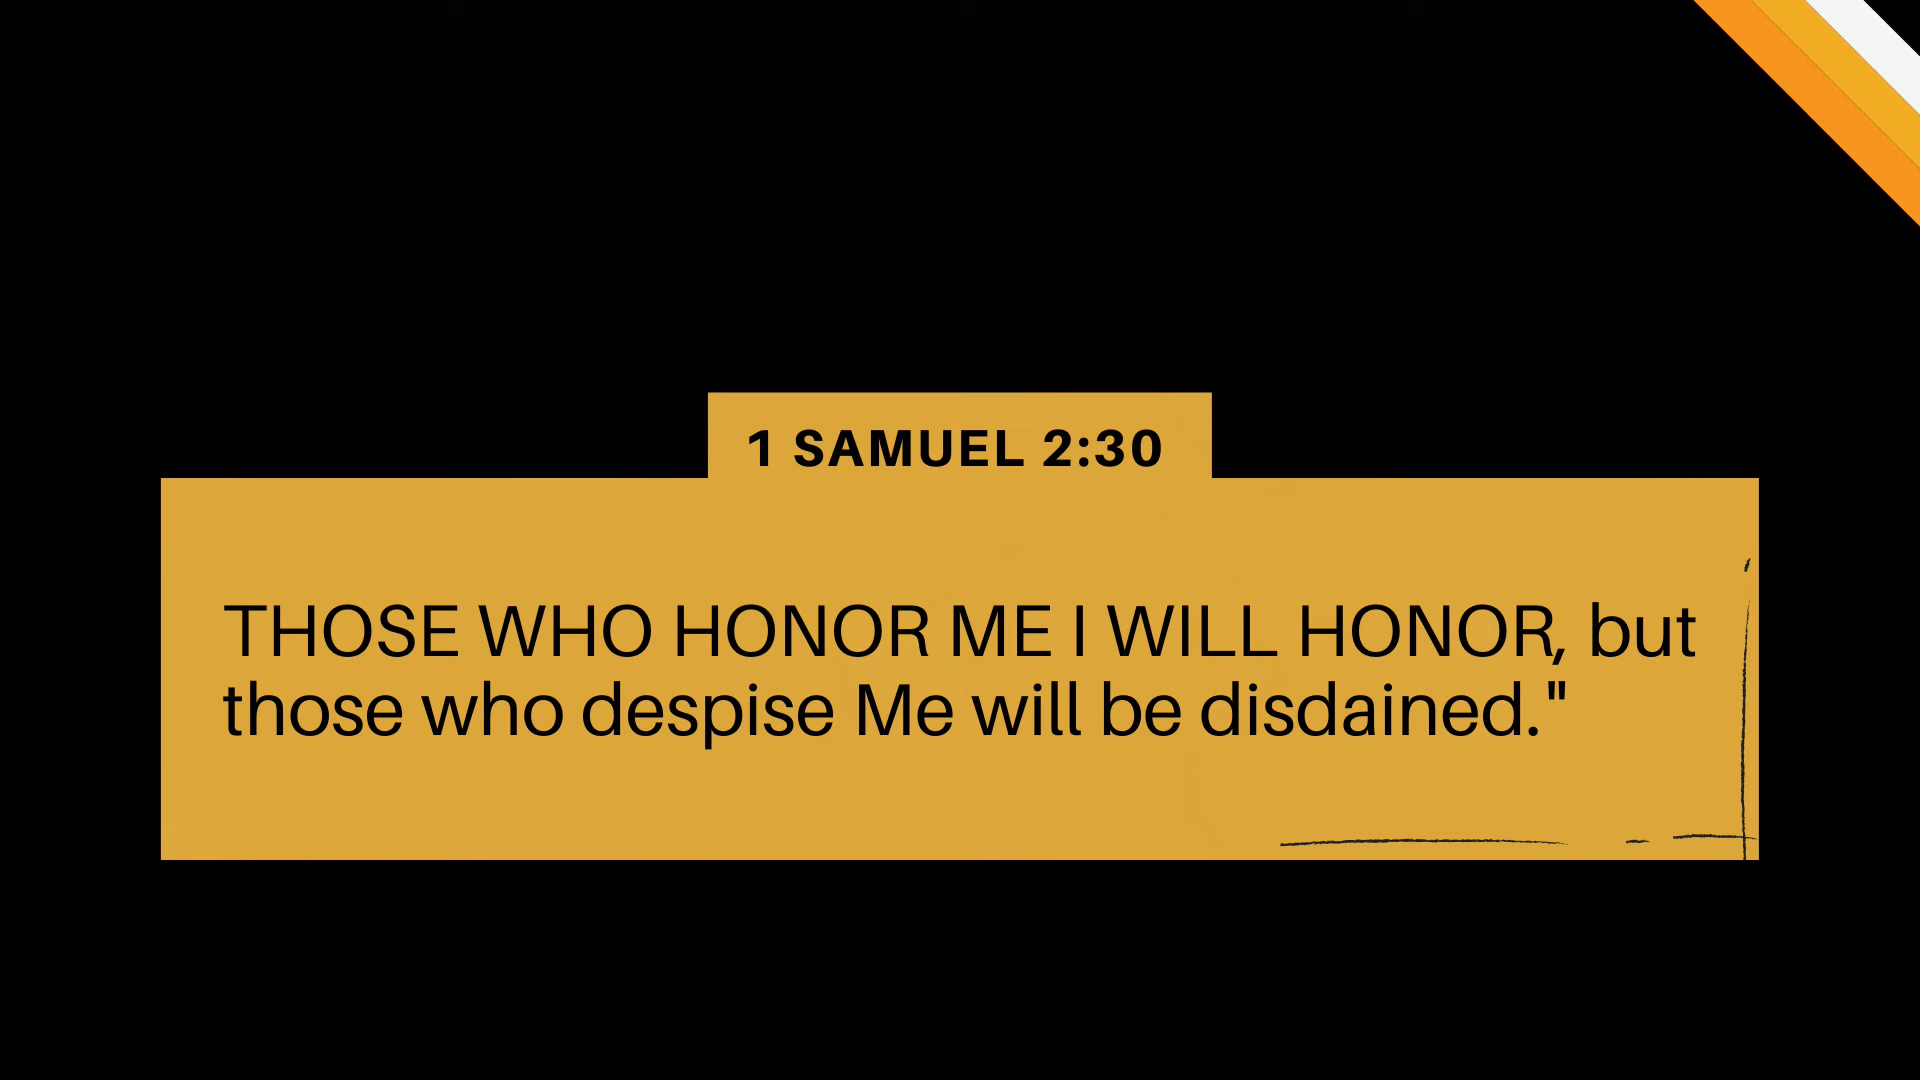 1 SAMUEL 2:30
THOSE WHO HONOR ME I WILL HONOR, but
those who despise Me will be disdained."